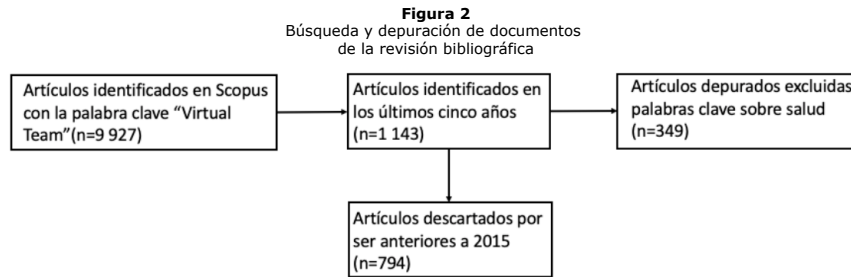 Figura 2
Búsqueda y depuración de documentos
de la revisión bibliográfica
Artículos identificados en Scopus
con la palabra clave “Virtual
Team”(n=9 927)
Artículos identificados en
los últimos cinco años
(n=1 143)
Artículos depurados excluidas
palabras clave sobre salud
(n=349)
Artículos descartados por
ser anteriores a 2015
(n=794)